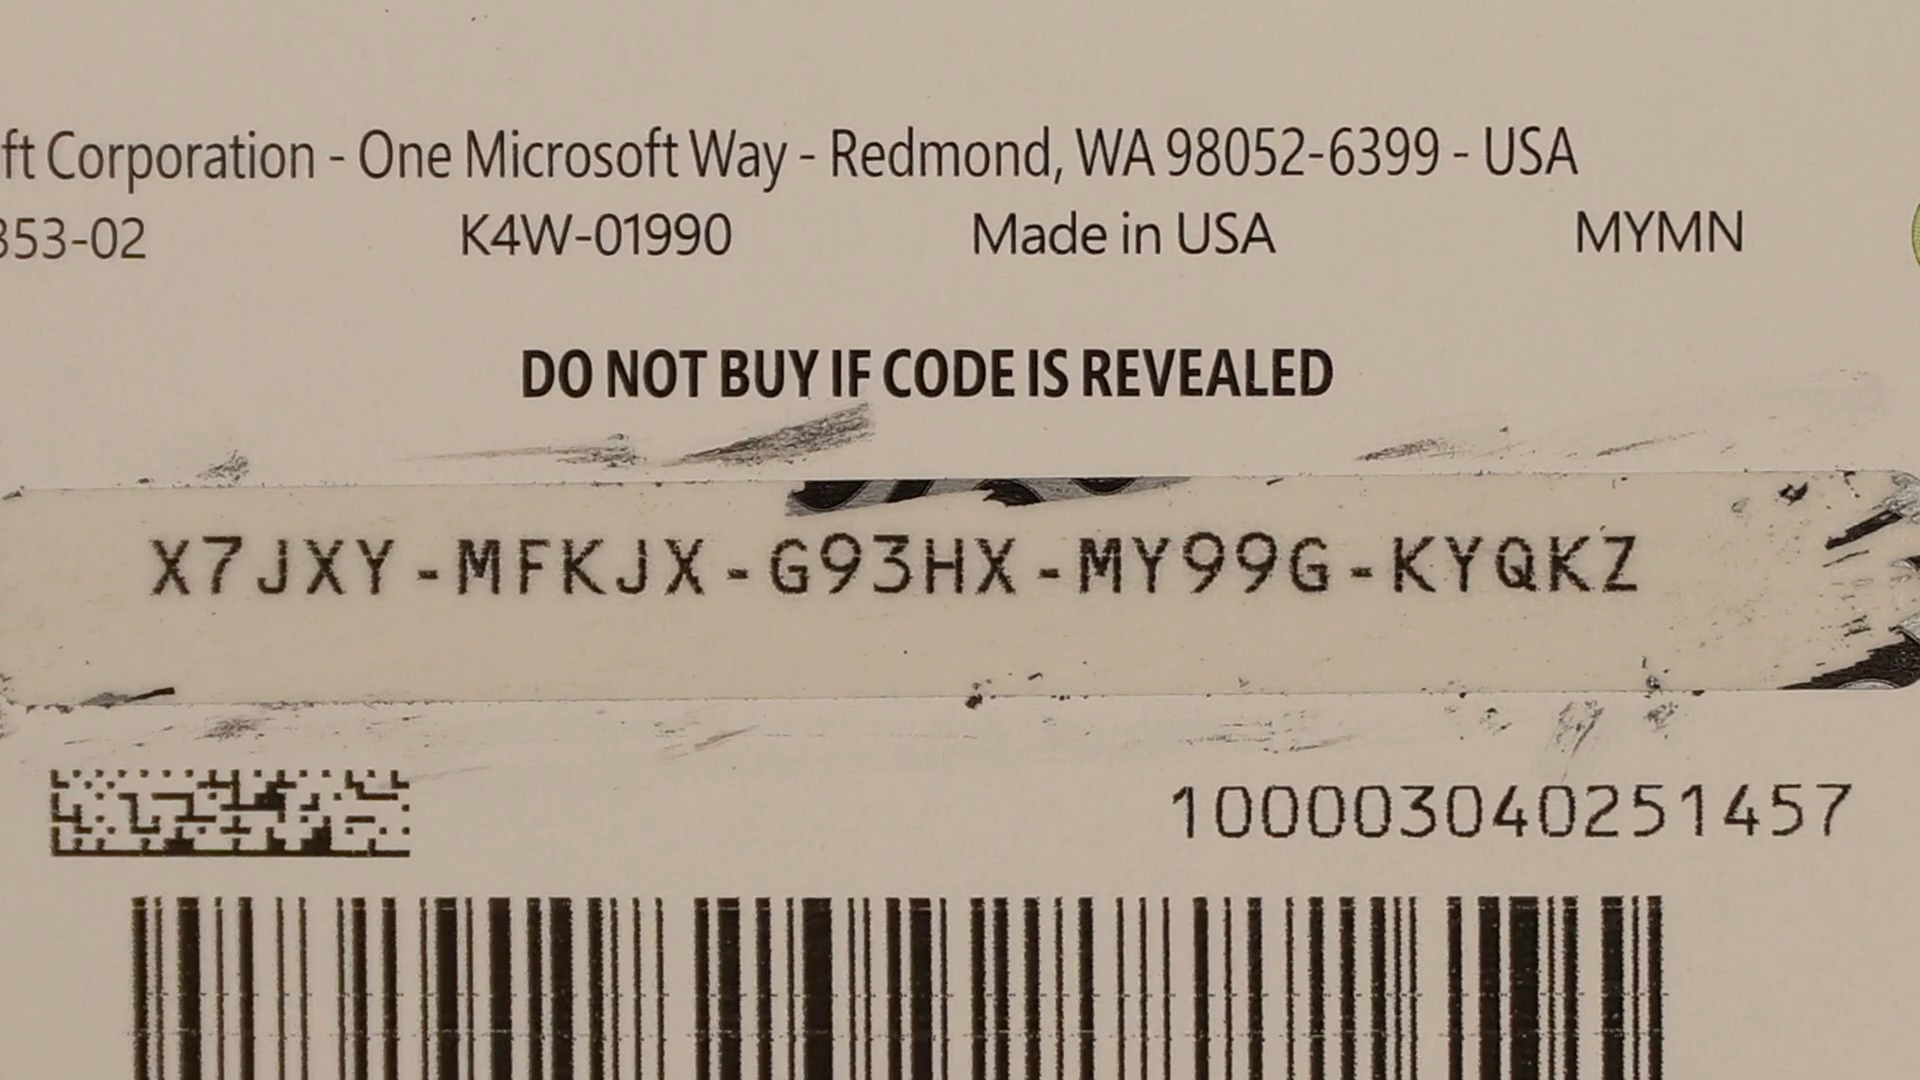 ft Corporation - One Microsoft Way - Redmond, WA 98052-6399 - USA
353-02 K4W-01990 Made in USA MYMN
DO NOT BUY IF CODE IS REVEALED
X7JXY-MFKJX-G93HX-MY99G-KYQKZ
100003040251457